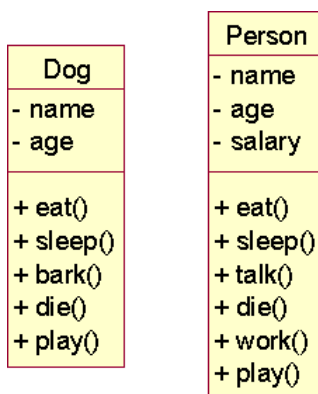 Dog
- name
- age
+ eat()
+ sleep()
+ bark()
+ die()
+ play()
Person
- name
- age
- salary
+ eat()
+ sleep()
+ talk()
+ die()
+ work()
+ play()